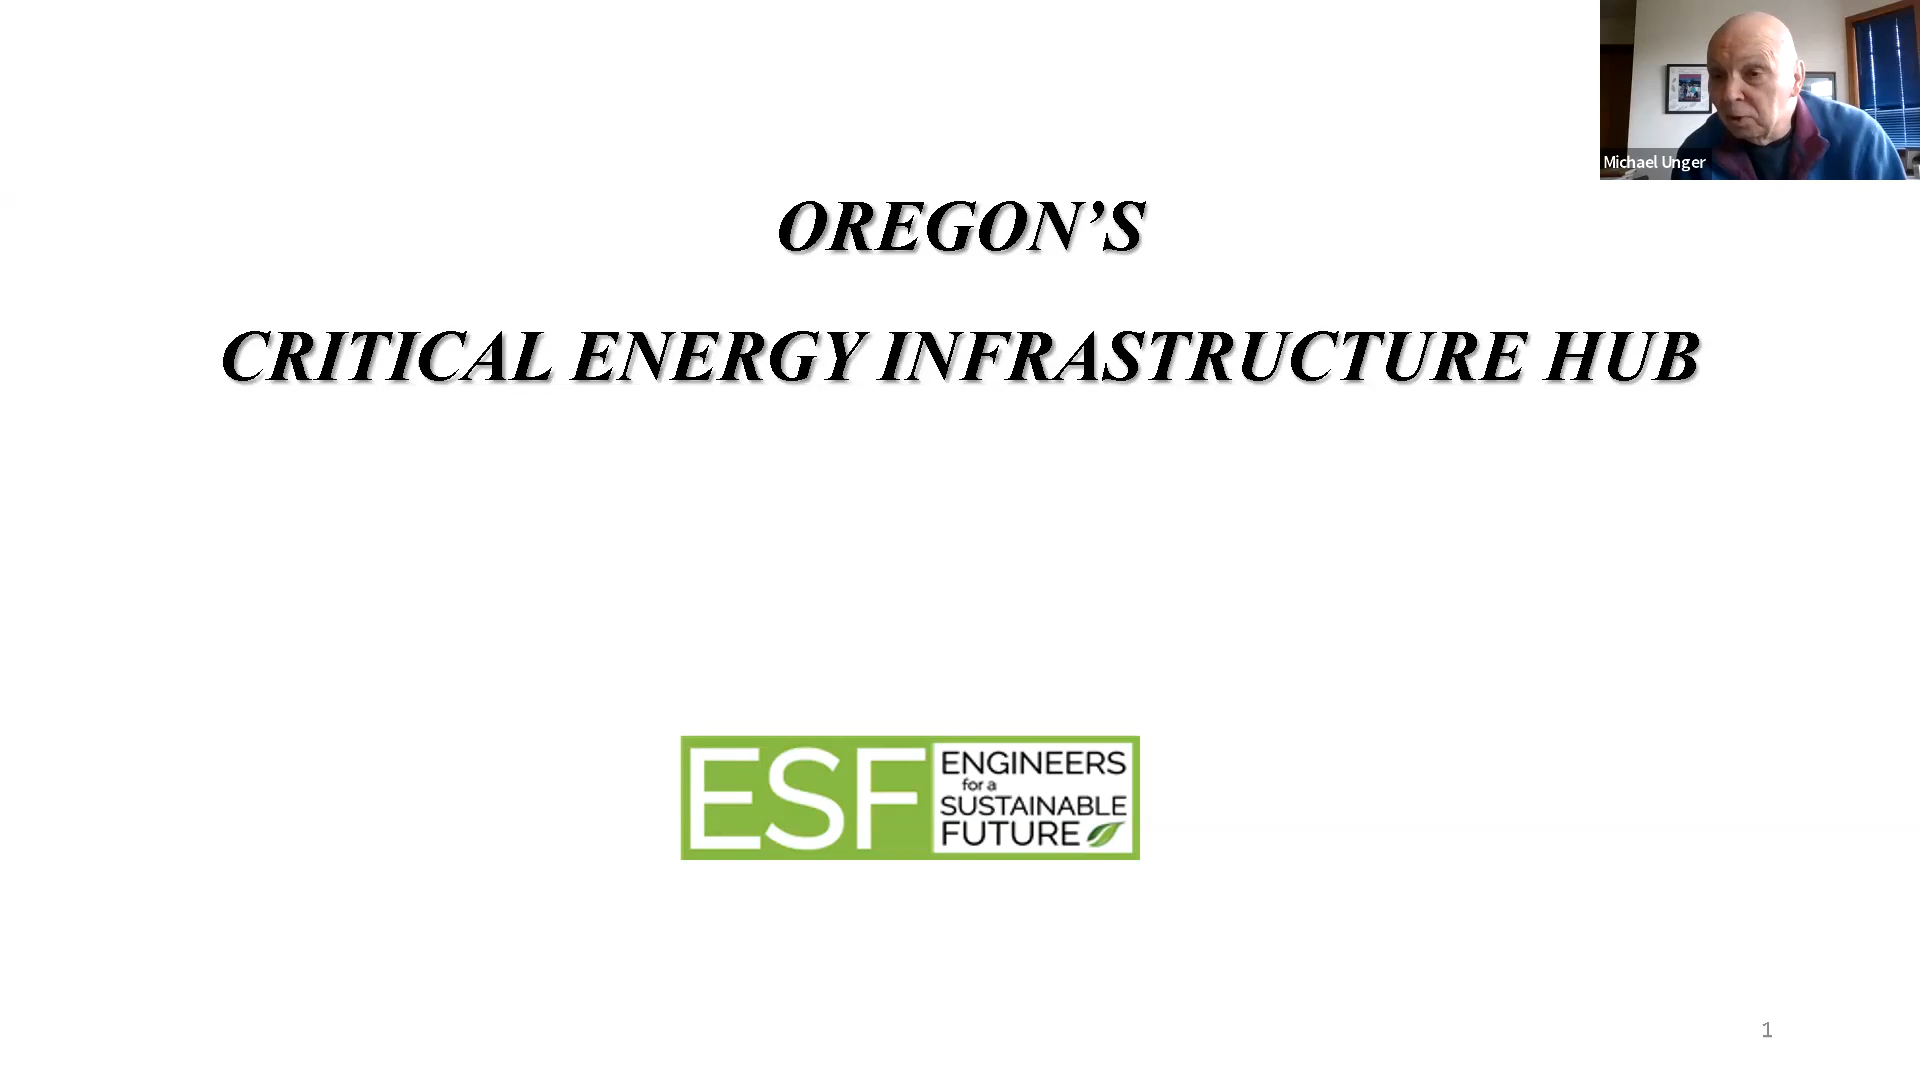 Michael Unger
OREGON’S
CRITICAL ENERGY INFRASTRUCTURE HUB
ESF
ENGINEERS
for a
SUSTAINABLE
FUTURE
1